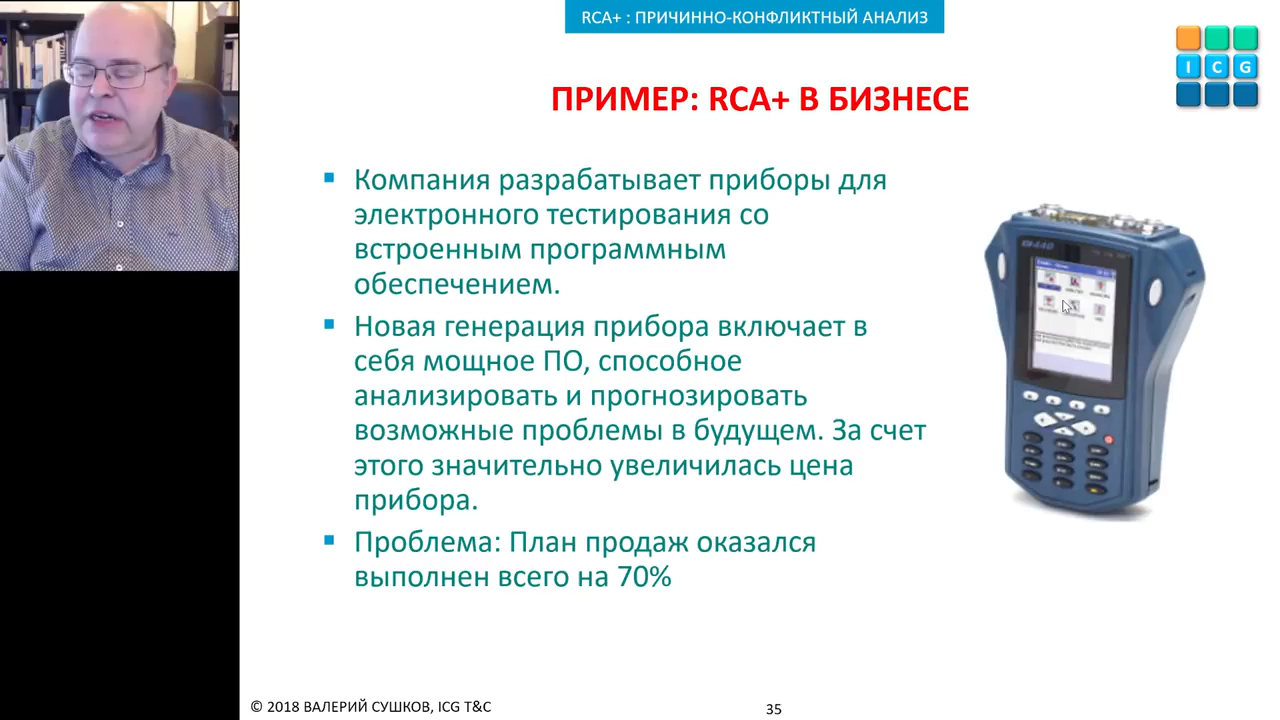 RCA+ : ПРИЧИННО-КОНФЛИКТНЫЙ АНАЛИЗ
I C G
ПРИМЕР: RCA+ В БИЗНЕСЕ
Компания разрабатывает приборы для
электронного тестирования со
встроенным программным
обеспечением.
Новая генерация прибора включает в
себя мощное ПО, способное
анализировать и прогнозировать
возможные проблемы в будущем. За счет
этого значительно увеличилась цена
прибора.
Проблема: План продаж оказался
выполнен всего на 70%
© 2018 ВАЛЕРИЙ СУШКОВ, ICG T&C
35